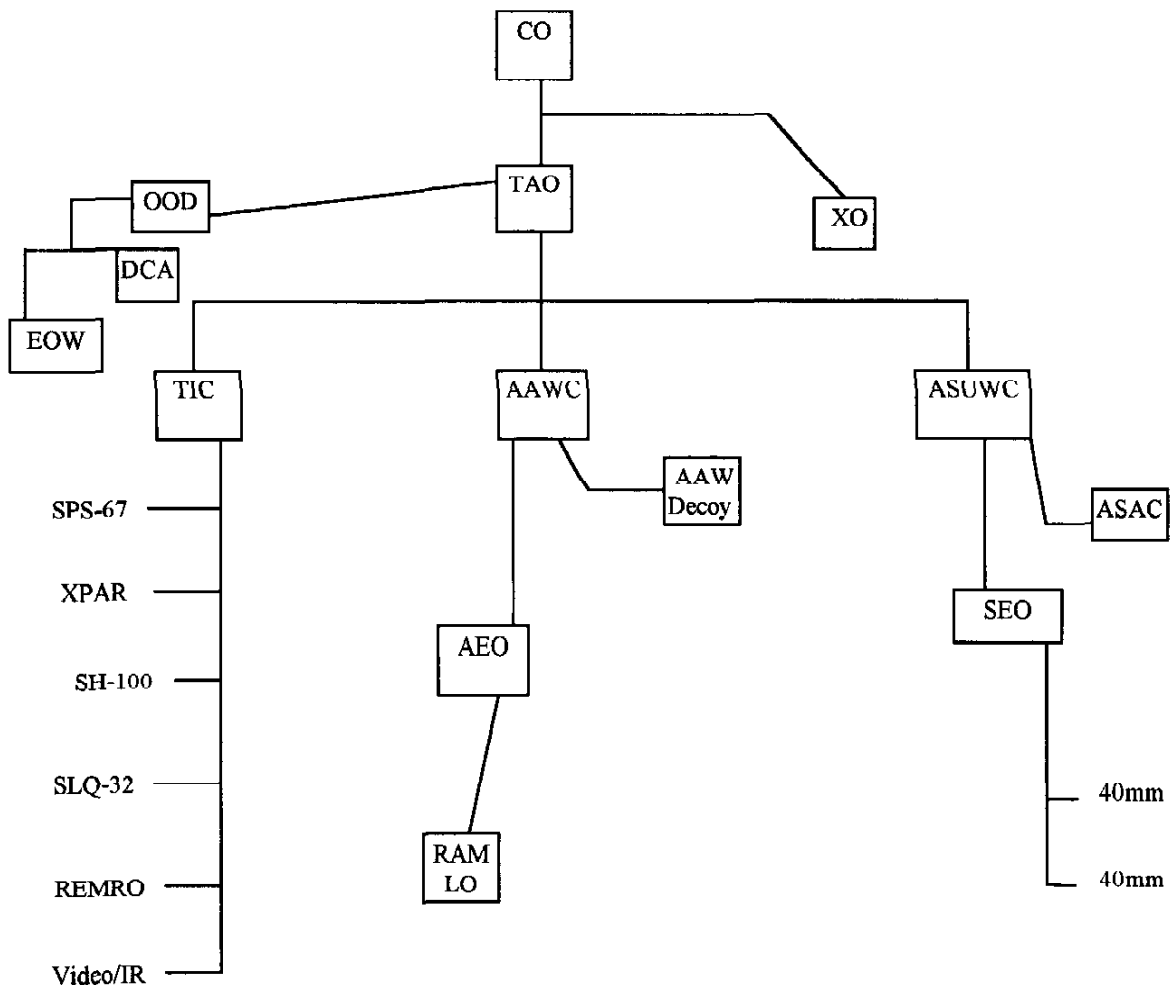 CO
TAO
XO
OOD
DCA
EOW
TIC
AAWC
ASUWC
AAW
Decoy
ASAC
SPS-67
XPAR
SH-100
SLQ-32
REMRO
Video/IR
AEO
RAM
LO
SEO
40mm
40mm